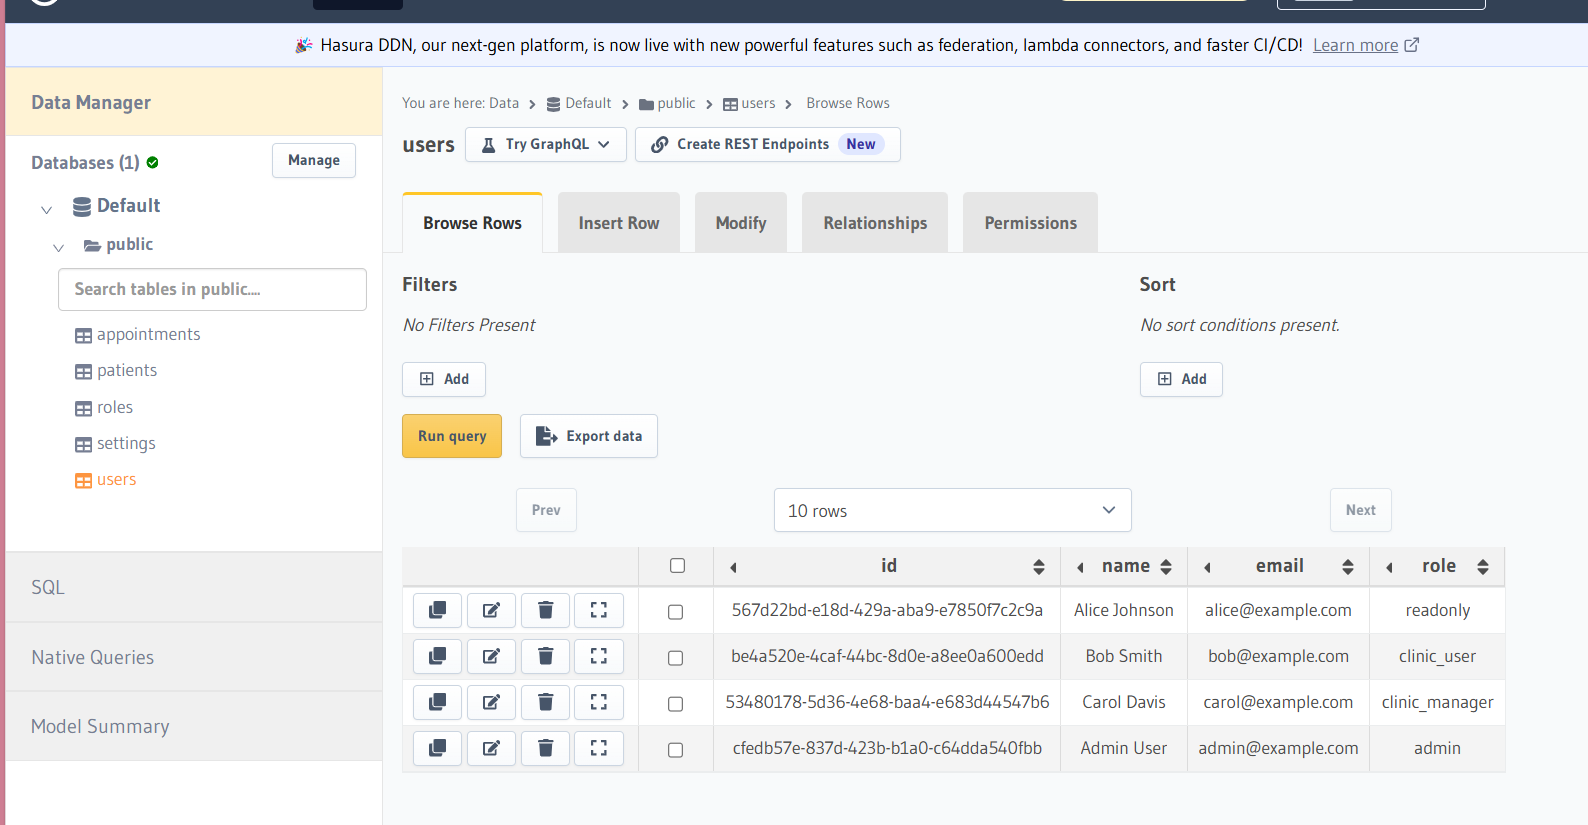 Hasura DDN, our next-gen platform, is now live with new powerful features such as federation, lambda connectors, and faster CI/CD! Learn more
Data Manager
Databases (1) Manage
Default
public
Search tables in public....
appointments
patients
roles
settings
users
SQL
Native Queries
Model Summary
You are here: Data > Default > public > users > Browse Rows
users Try GraphQL Create REST Endpoints New
Browse Rows Insert Row Modify Relationships Permissions
Filters Sort
No Filters Present No sort conditions present.
Add Add
Run query Export data
Prev 10 rows Next
id name email role
567d22bd-e18d-429a-aba9-e7850f7c2c9a Alice Johnson alice@example.com readonly
be4a520e-4caf-44bc-8d0e-a8ee0a600edd Bob Smith bob@example.com clinic_user
53480178-5d36-4e68-baa4-e683d44547b6 Carol Davis carol@example.com clinic_manager
cfedb57e-837d-423b-b1a0-c64dda540fbb Admin User admin@example.com admin